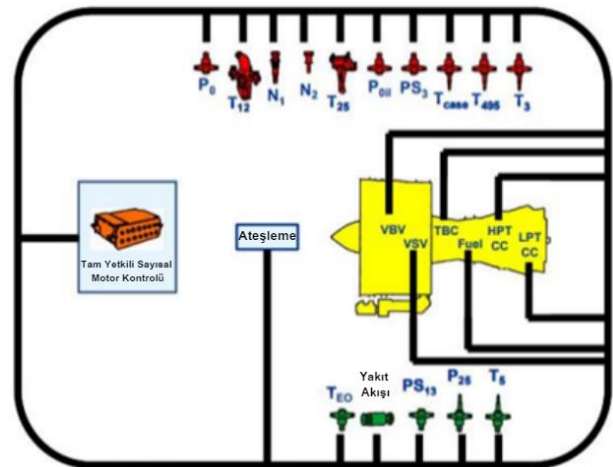 P0
T12
N1
N2
T25
P0il
PS3
Tcase
T495
T3
VBV
VSV
TBC
Fuel
HPT
CC
LPT
CC
Tam Yetkili Sayısal
Motor Kontrolü
Ateşleme
TEO
Yakıt
Akışı
PS13
P25
T5